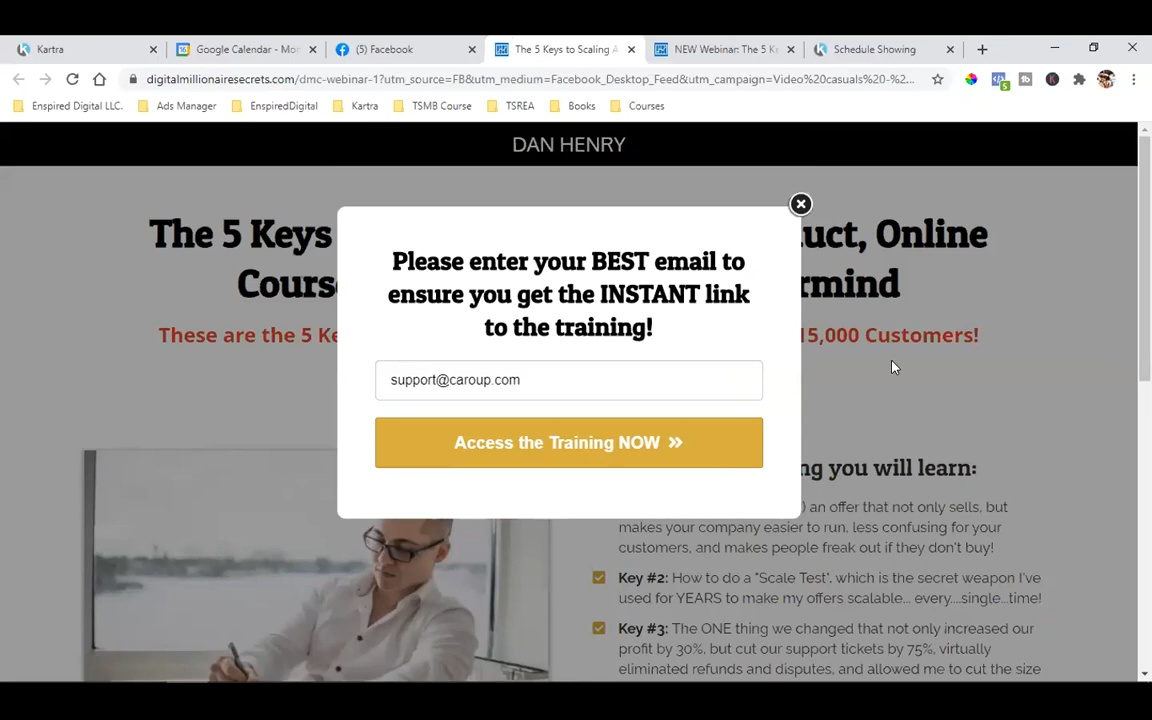 Kartra
Google Calendar - Mor
(5) Facebook
The 5 Keys to Scaling A
NEW Webinar: The 5 K
Schedule Showing
digitalmillionairesecrets.com/dmc-webinar-1?utm_source=FB&utm_medium=Facebook_Desktop_Feed&utm_campaign=Video%20casuals%20-%...
Enspired Digital LLC.
Ads Manager
EnspiredDigital
Kartra
TSMB Course
TSREA
Books
Courses
DAN HENRY
The 5 Keys uct, Online
Cours rmind
These are the 5 Ke 15,000 Customers!
Please enter your BEST email to
ensure you get the INSTANT link
to the training!
support@caroup.com
Access the Training NOW »
ng you will learn:
) an offer that not only sells, but
makes your company easier to run, less confusing for your
customers, and makes people freak out if they don't buy!
Key #2: How to do a "Scale Test", which is the secret weapon I've
used for YEARS to make my offers scalable... every....single...time!
Key #3: The ONE thing we changed that not only increased our
profit by 30%, but cut our support tickets by 75%, virtually
eliminated refunds and disputes, and allowed me to cut the size